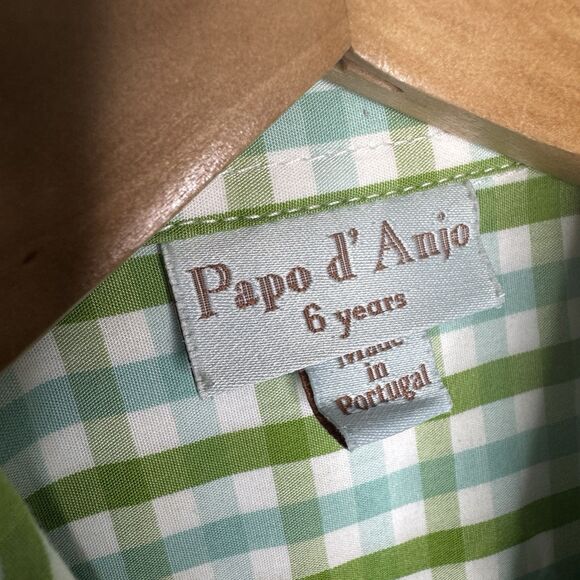 Papo d' Anjo
6 years
Made
in
Portugal